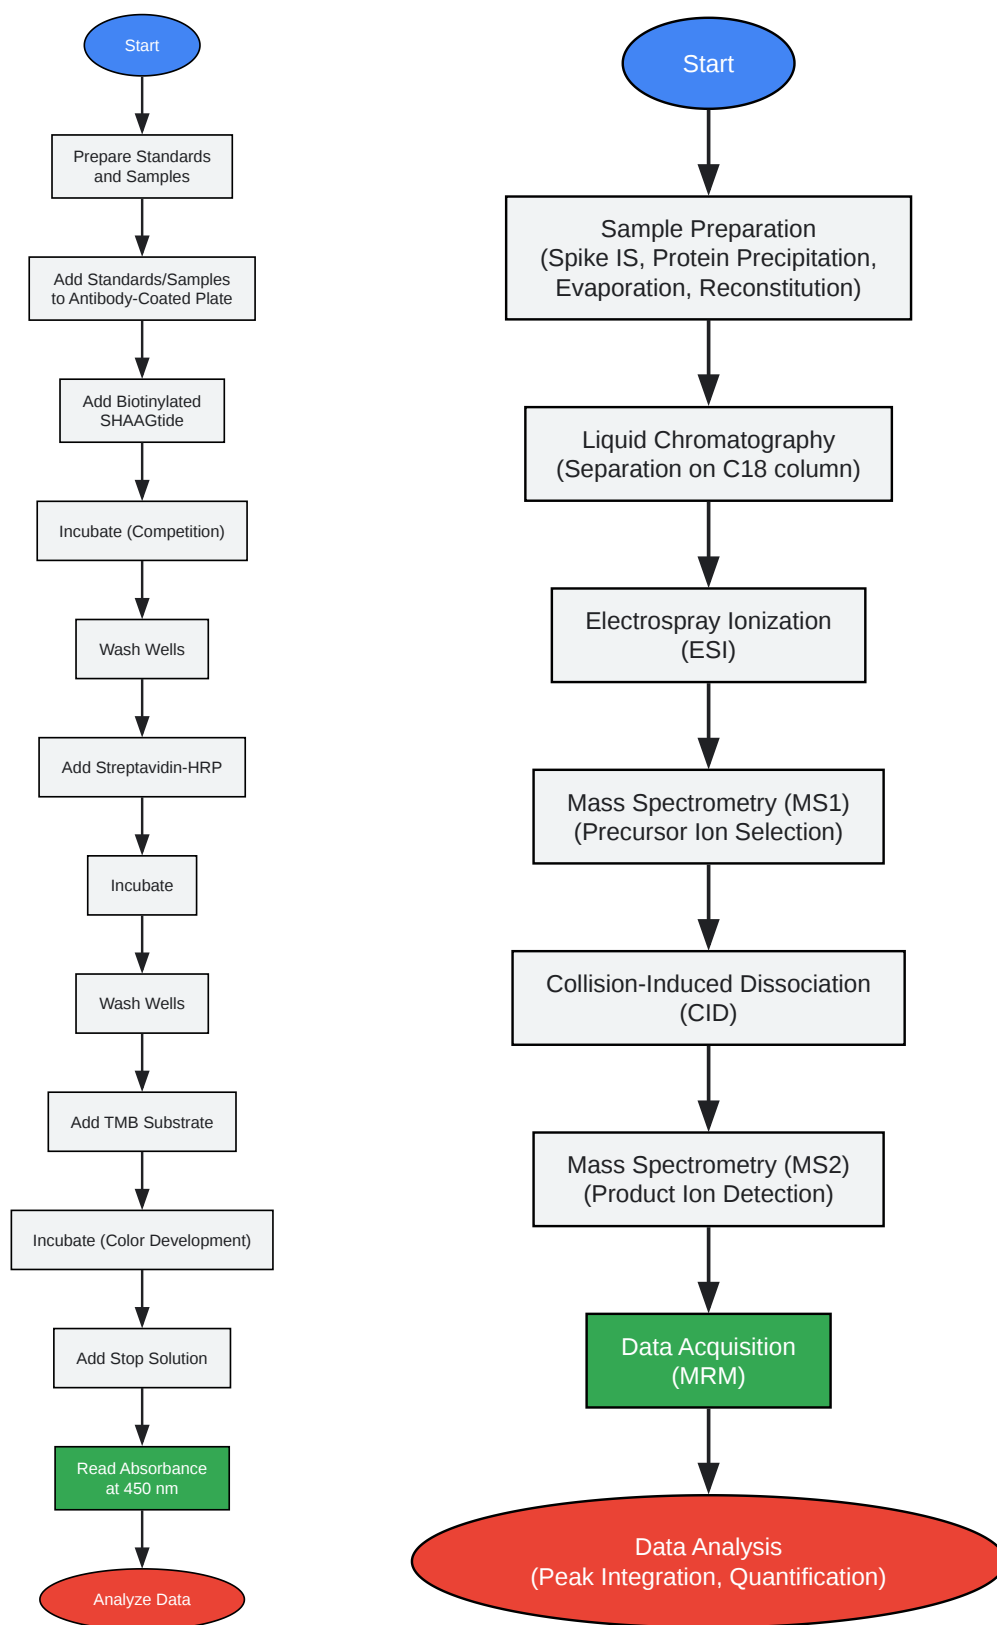 Start
Prepare Standards
and Samples
Add Standards/Samples
to Antibody-Coated Plate
Add Biotinylated
SHAAGtide
Incubate (Competition)
Wash Wells
Add Streptavidin-HRP
Incubate
Wash Wells
Add TMB Substrate
Incubate (Color Development)
Add Stop Solution
Read Absorbance
at 450 nm
Analyze Data
Start
Sample Preparation
(Spike IS, Protein Precipitation,
Evaporation, Reconstitution)
Liquid Chromatography
(Separation on C18 column)
Electrospray Ionization
(ESI)
Mass Spectrometry (MS1)
(Precursor Ion Selection)
Collision-Induced Dissociation
(CID)
Mass Spectrometry (MS2)
(Product Ion Detection)
Data Acquisition
(MRM)
Data Analysis
(Peak Integration, Quantification)